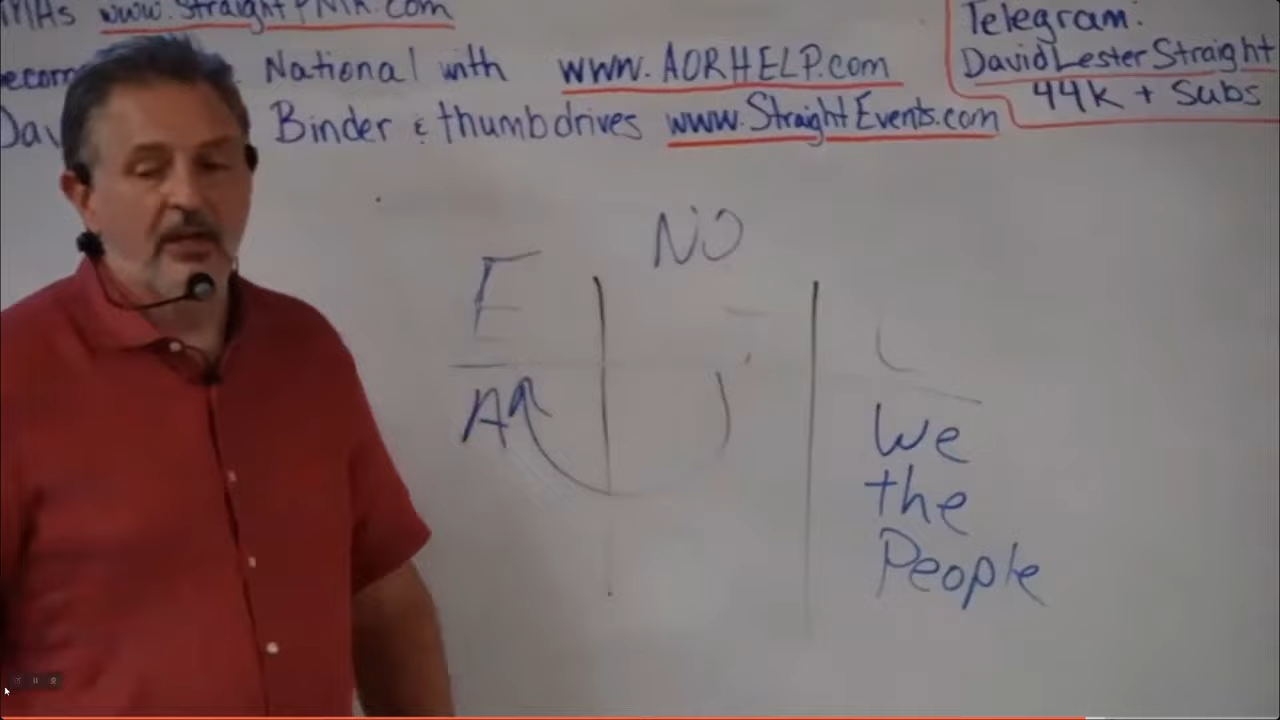 www.StraightPMA.com
National with www.AORHELP.com
Binder & thumbdrives www.StraightEvents.com
Telegram:
DavidLesterStraight
44k + Subs
NO
E
We
the
People